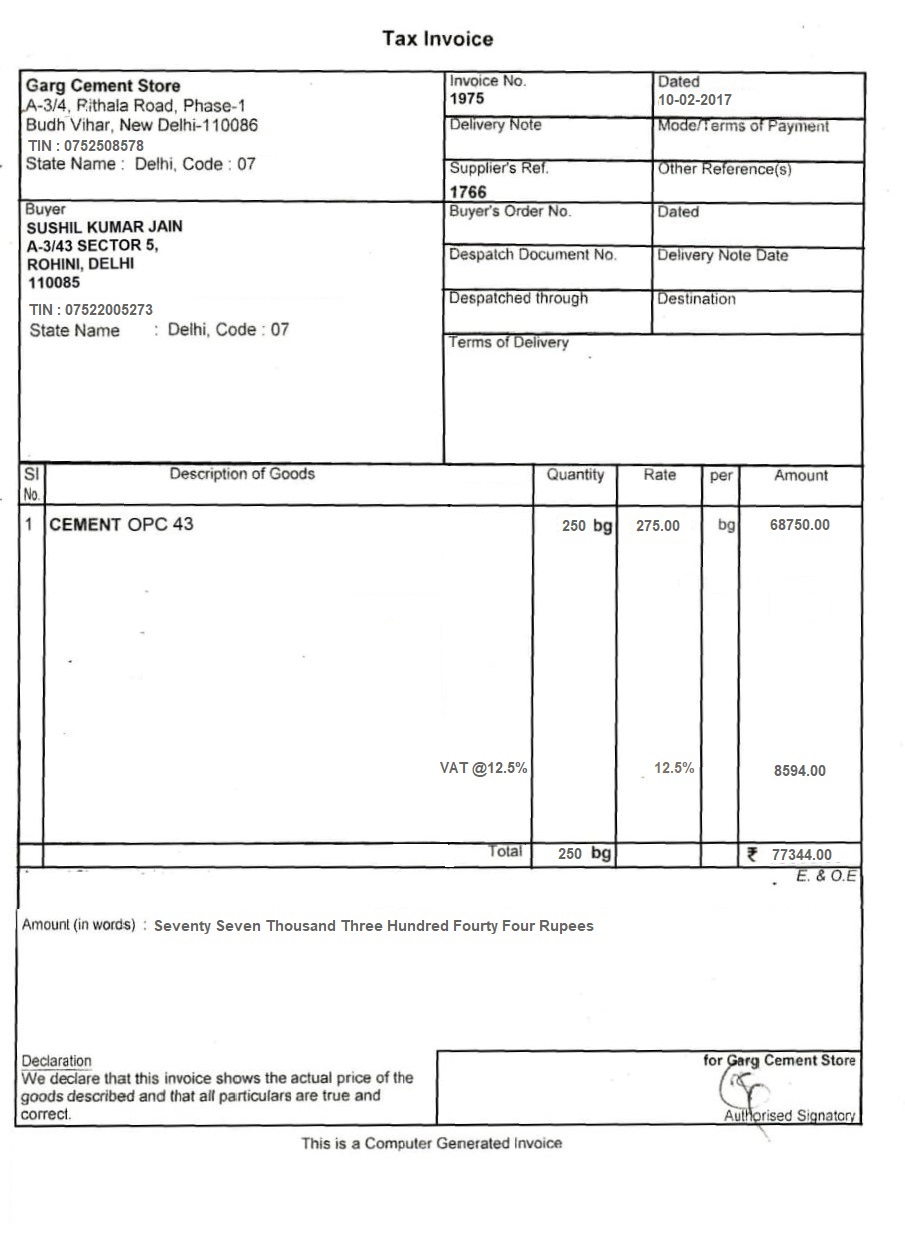 Tax Invoice
Garg Cement Store
A-3/4, Rithala Road, Phase-1
Budh Vihar, New Delhi-110086
TIN : 0752508578
State Name : Delhi, Code : 07
Invoice No.
1975
Dated
10-02-2017
Delivery Note
Mode/Terms of Payment
Supplier's Ref.
1766
Other Reference(s)
Buyer
SUSHIL KUMAR JAIN
A-3/43 SECTOR 5,
ROHINI, DELHI
110085
TIN : 07522005273
State Name : Delhi, Code : 07
Buyer's Order No.
Dated
Despatch Document No.
Delivery Note Date
Despatched through
Destination
Terms of Delivery
Sl No. Description of Goods Quantity Rate per Amount
1 CEMENT OPC 43 250 bg 275.00 bg 68750.00
VAT @12.5% 12.5% 8594.00
Total 250 bg ₹ 77344.00
E. & O.E
Amount (in words) : Seventy Seven Thousand Three Hundred Fourty Four Rupees
Declaration
We declare that this invoice shows the actual price of the
goods described and that all particulars are true and
correct.
for Garg Cement Store
Authorised Signatory
This is a Computer Generated Invoice